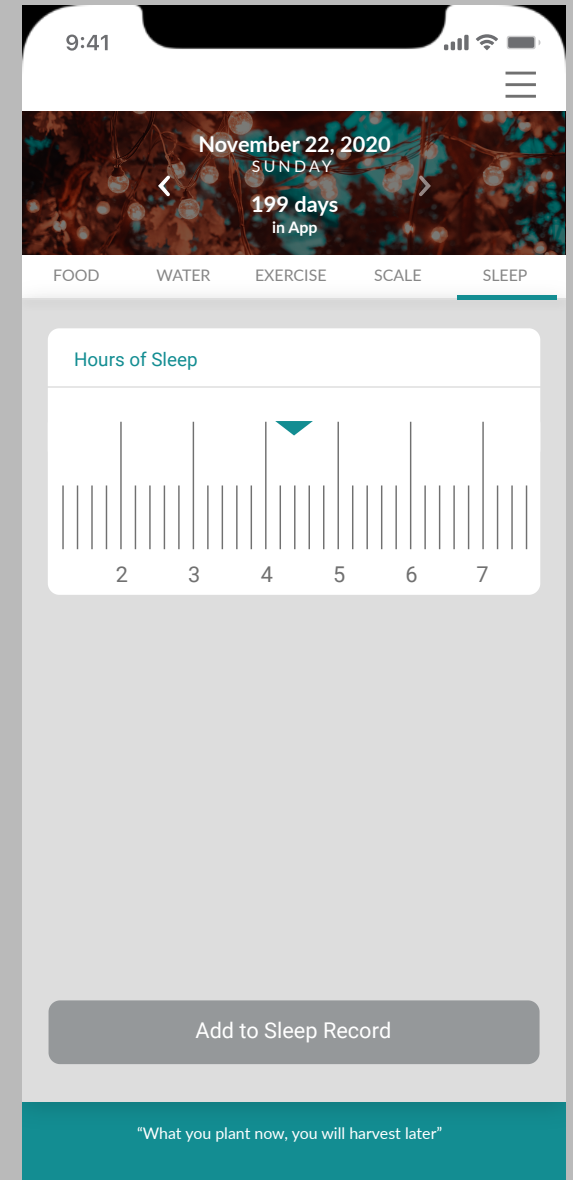 9:41
November 22, 2020
SUNDAY
199 days
in App
FOOD WATER EXERCISE SCALE SLEEP
Hours of Sleep
2 3 4 5 6 7
Add to Sleep Record
“What you plant now, you will harvest later”